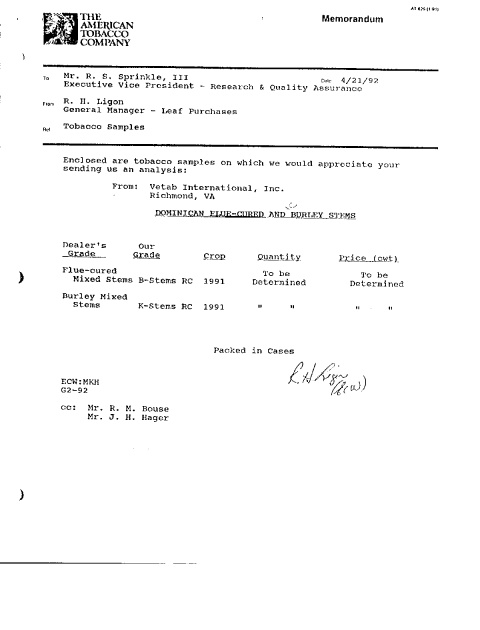 AT 825 (1 91)
THE
AMERICAN
TOBACCO
COMPANY
Memorandum
To Mr. R. S. Sprinkle, III Date 4/21/92
Executive Vice President - Research & Quality Assurance
From R. H. Ligon
General Manager - Leaf Purchases
Ref. Tobacco Samples
Enclosed are tobacco samples on which we would appreciate your
sending us an analysis:
From: Vetab International, Inc.
Richmond, VA
DOMINICAN FLUE-CURED AND BURLEY STEMS
Dealer's Our
Grade Grade Crop Quantity Price (cwt)
Flue-cured To be To be
Mixed Stems B-Stems RC 1991 Determined Determined
Burley Mixed
Stems K-Stems RC 1991 " " " "
Packed in Cases
R H Ligon
(ECW)
ECW:MKH
G2-92
cc: Mr. R. M. Bouse
Mr. J. H. Hager